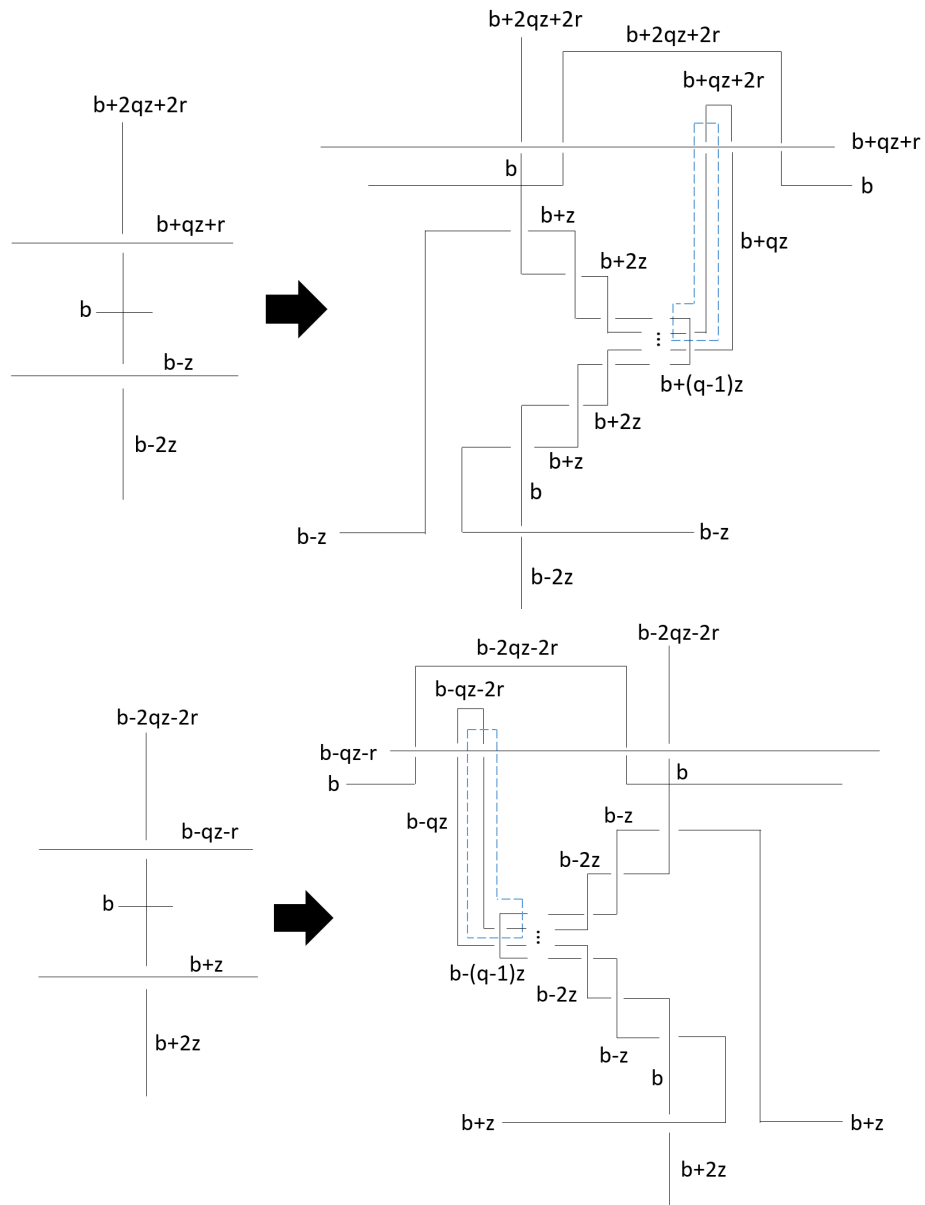 b+2qz+2r
b+2qz+2r
b+qz+2r
b+2qz+2r
b+qz+r
b
b+qz+r
b
b+z
b+qz
b+2z
b
b-z
⋮
b+(q-1)z
b+2z
b-2z
b+z
b
b-z
b-z
b-2z
b-2qz-2r
b-2qz-2r
b-qz-2r
b-2qz-2r
b-qz-r
b
b-qz-r
b
b-qz
b-z
b-2z
b
⋮
b+z
b-(q-1)z
b-2z
b+2z
b-z
b
b+z
b+z
b+2z